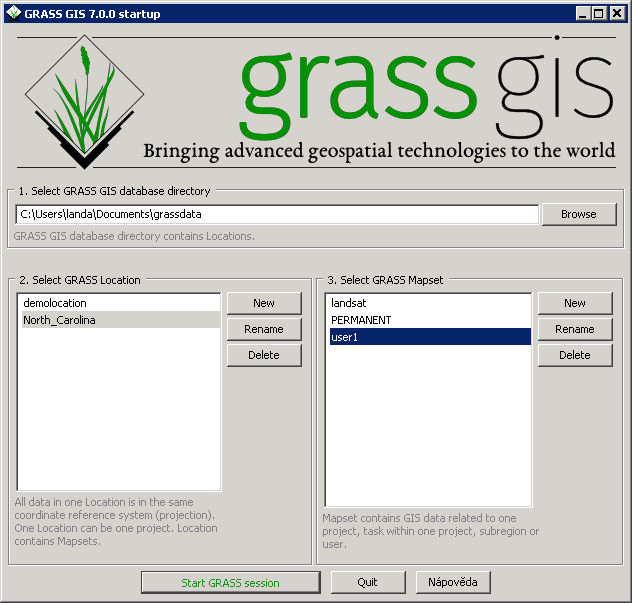 GRASS GIS 7.0.0 startup
grass gis
Bringing advanced geospatial technologies to the world
1. Select GRASS GIS database directory
C:\Users\landa\Documents\grassdata
Browse
GRASS GIS database directory contains Locations.
2. Select GRASS Location
demolocation
North_Carolina
New
Rename
Delete
All data in one Location is in the same
coordinate reference system (projection).
One Location can be one project. Location
contains Mapsets.
3. Select GRASS Mapset
landsat
PERMANENT
user1
New
Rename
Delete
Mapset contains GIS data related to one
project, task within one project, subregion or
user.
Start GRASS session
Quit
Nápověda